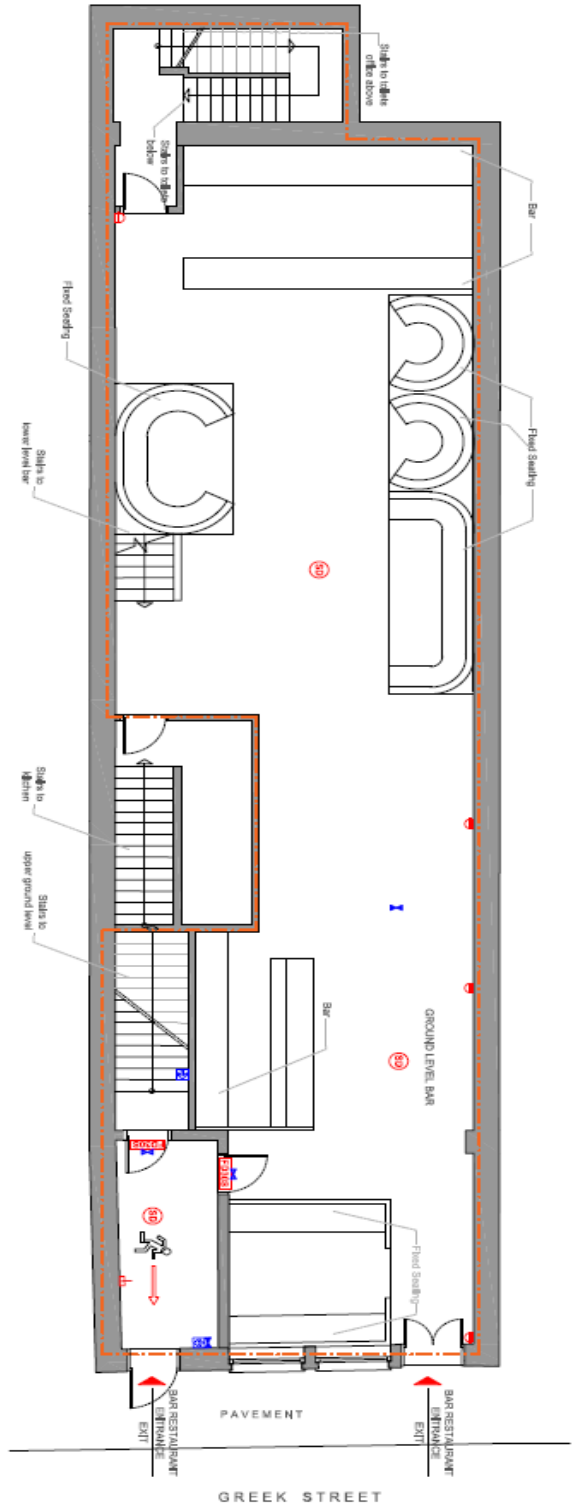 Stairs to toilets
office above
Stairs to toilets
below
Bar
Fixed Seating
Fixed Seating
Stairs to
lower level bar
SD
Stairs to
kitchen
Stairs to
upper ground level
Bar
GROUND LEVEL BAR
SD
FD30S
FD30S
SD
Fixed Seating
BAR RESTAURANT
ENTRANCE
EXIT
BAR RESTAURANT
ENTRANCE
EXIT
PAVEMENT
GREEK STREET